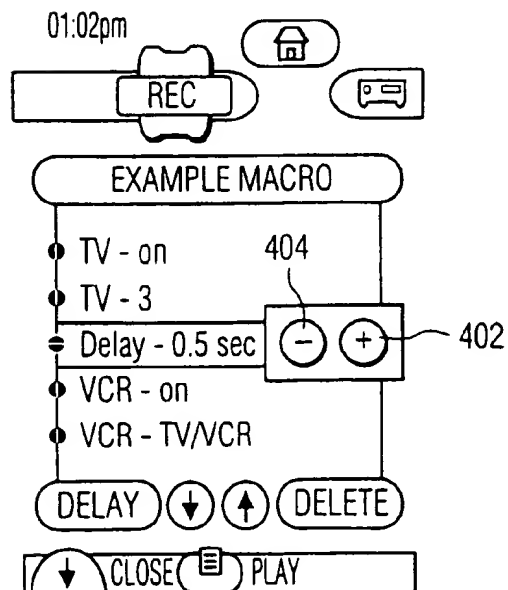 01:02pm
REC
EXAMPLE MACRO
TV - on
404
TV - 3
Delay - 0.5 sec
402
VCR - on
VCR - TV/VCR
DELAY
DELETE
CLOSE
PLAY